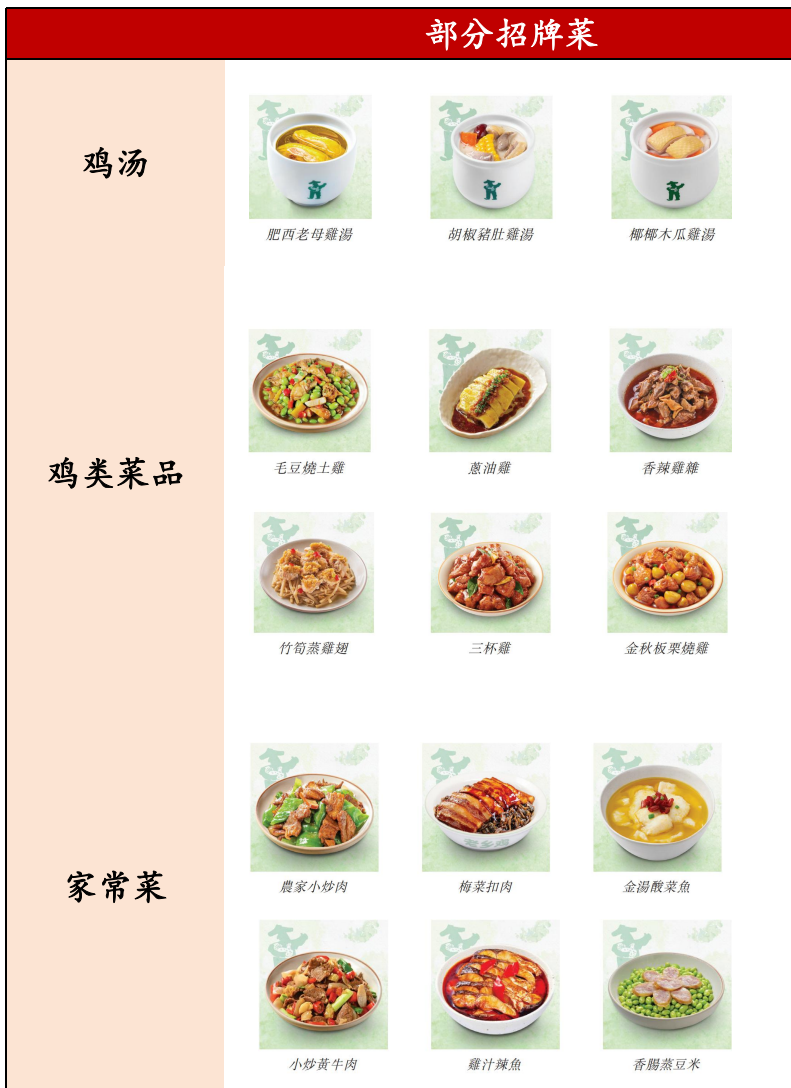 部分招牌菜
鸡汤
肥西老母雞湯
胡椒豬肚雞湯
椰椰木瓜雞湯
鸡类菜品
毛豆燒土雞
蔥油雞
香辣雞雜
竹筍蒸雞翅
三杯雞
金秋板栗燒雞
家常菜
農家小炒肉
梅菜扣肉
老乡鸡
金湯酸菜魚
小炒黃牛肉
雞汁辣魚
香腸蒸豆米